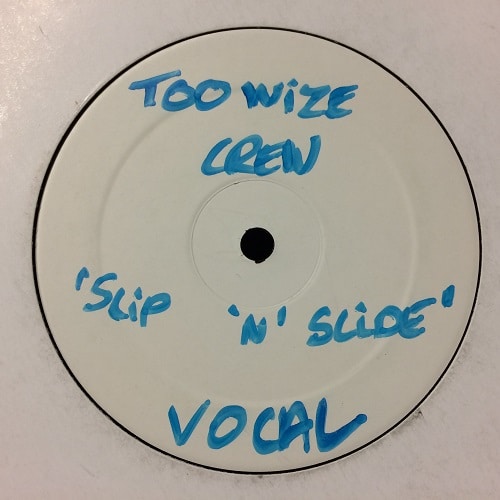 TOO WIZE
CREW
'SLIP 'N' SLIDE'
VOCAL